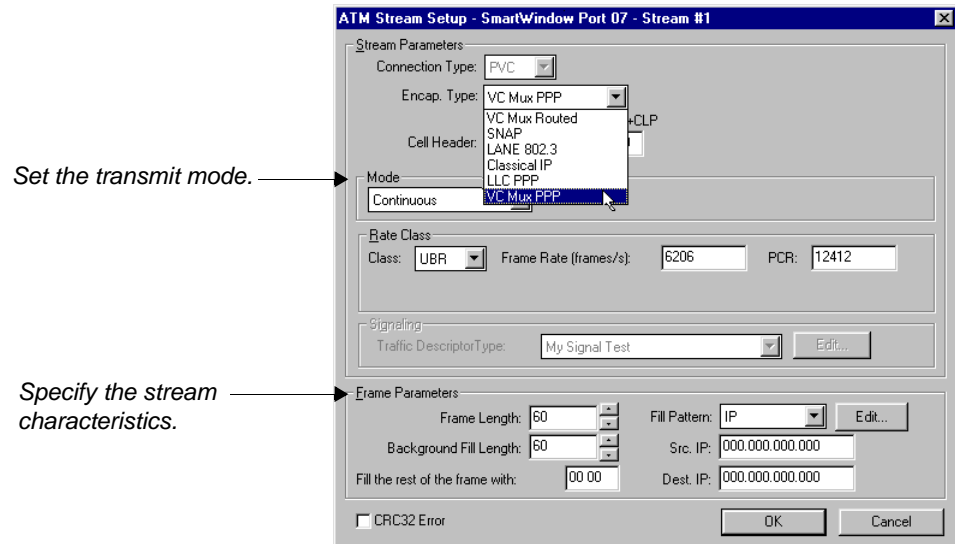 ATM Stream Setup - SmartWindow Port 07 - Stream #1
Stream Parameters
Connection Type: PVC
Encap. Type: VC Mux PPP
VC Mux Routed
+CLP
SNAP
Cell Header:
LANE 802.3
Classical IP
LLC PPP
VC Mux PPP
Set the transmit mode.
Mode
Continuous
Rate Class
Class: UBR Frame Rate (frames/s): 6206 PCR: 12412
Signaling
Traffic DescriptorType: My Signal Test Edit...
Specify the stream
characteristics.
Frame Parameters
Frame Length: 60 Fill Pattern: IP Edit...
Background Fill Length: 60 Src. IP: 000.000.000.000
Fill the rest of the frame with: 00 00 Dest. IP: 000.000.000.000
CRC32 Error OK Cancel